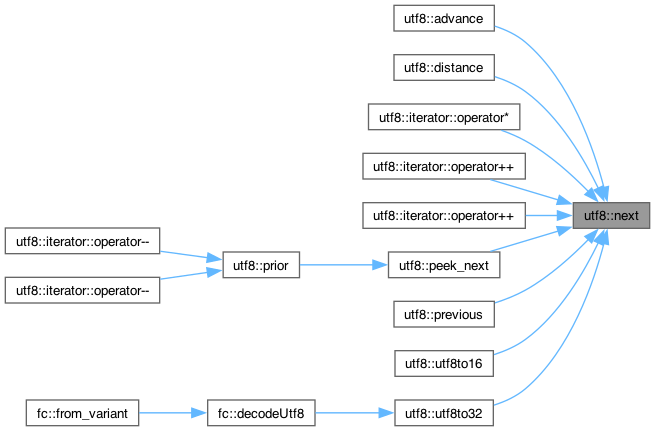 utf8::advance
utf8::distance
utf8::iterator::operator*
utf8::iterator::operator++
utf8::iterator::operator++
utf8::next
utf8::iterator::operator--
utf8::prior
utf8::peek_next
utf8::iterator::operator--
utf8::previous
utf8::utf8to16
fc::from_variant
fc::decodeUtf8
utf8::utf8to32